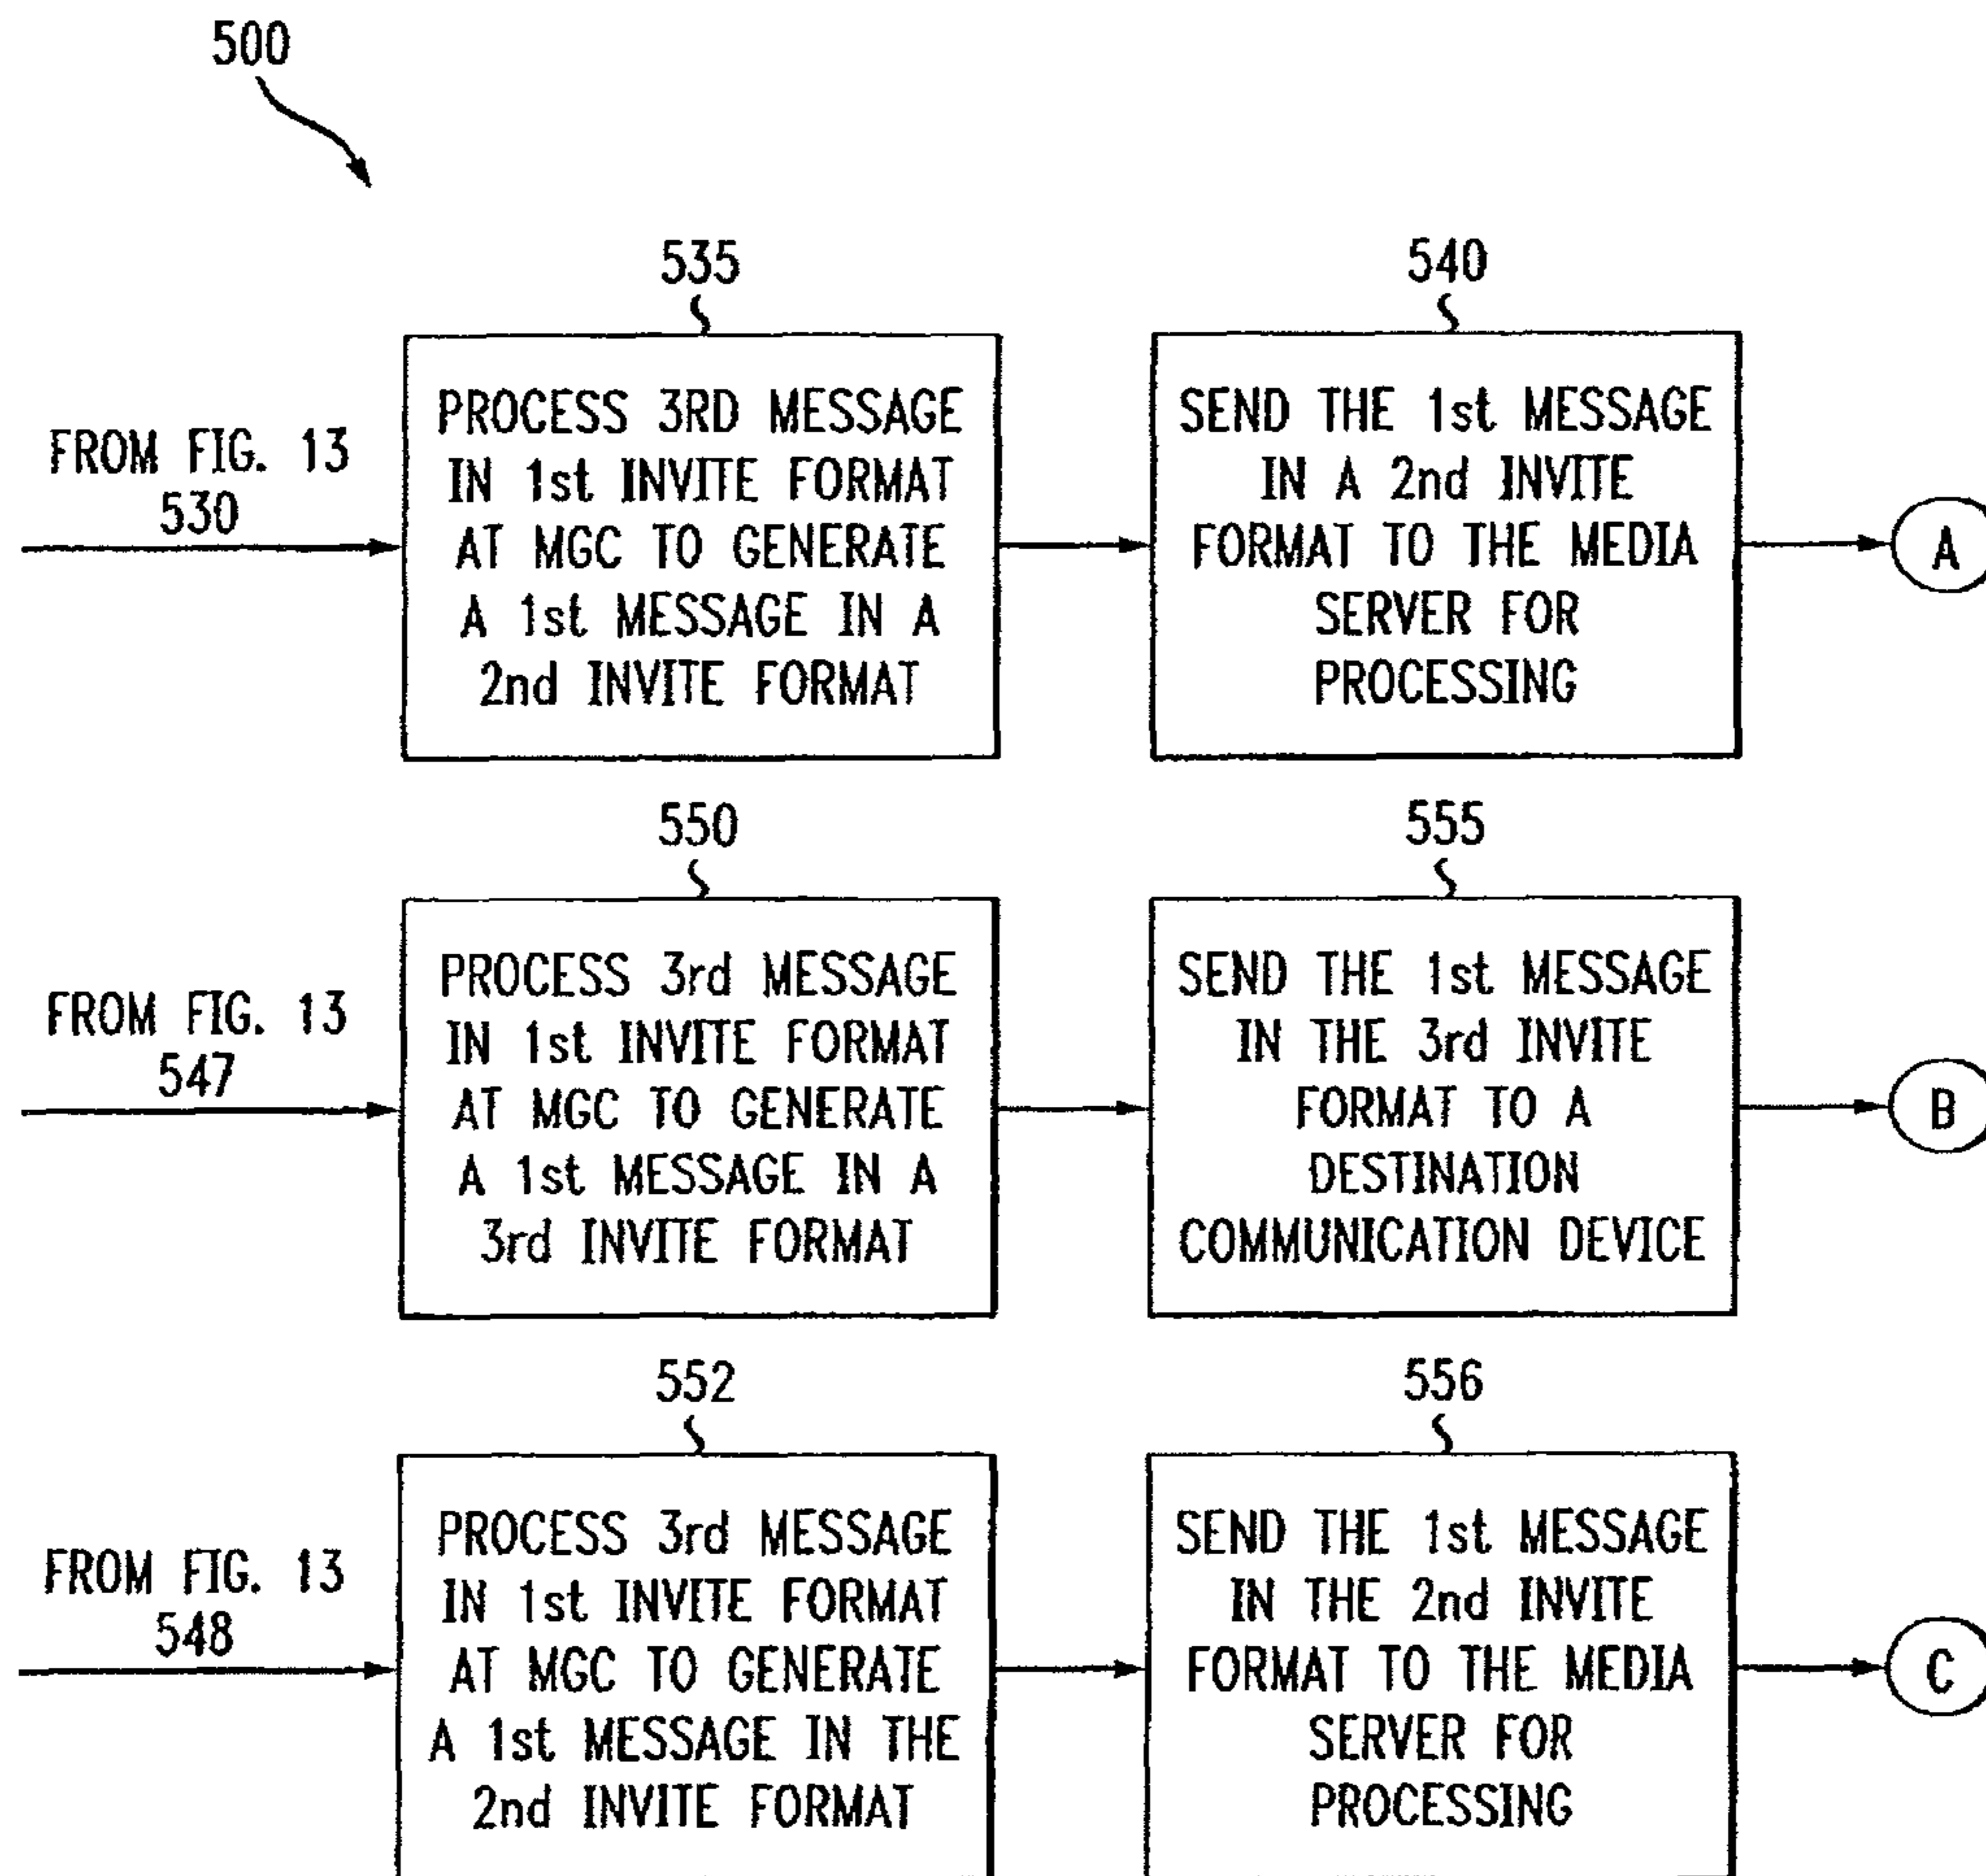 500
535
540
FROM FIG. 13
530
PROCESS 3RD MESSAGE
IN 1st INVITE FORMAT
AT MGC TO GENERATE
A 1st MESSAGE IN A
2nd INVITE FORMAT
SEND THE 1st MESSAGE
IN A 2nd INVITE
FORMAT TO THE MEDIA
SERVER FOR
PROCESSING
A
550
555
FROM FIG. 13
547
PROCESS 3rd MESSAGE
IN 1st INVITE FORMAT
AT MGC TO GENERATE
A 1st MESSAGE IN A
3rd INVITE FORMAT
SEND THE 1st MESSAGE
IN THE 3rd INVITE
FORMAT TO A
DESTINATION
COMMUNICATION DEVICE
B
552
556
FROM FIG. 13
548
PROCESS 3rd MESSAGE
IN 1st INVITE FORMAT
AT MGC TO GENERATE
A 1st MESSAGE IN THE
2nd INVITE FORMAT
SEND THE 1st MESSAGE
IN THE 2nd INVITE
FORMAT TO THE MEDIA
SERVER FOR
PROCESSING
C